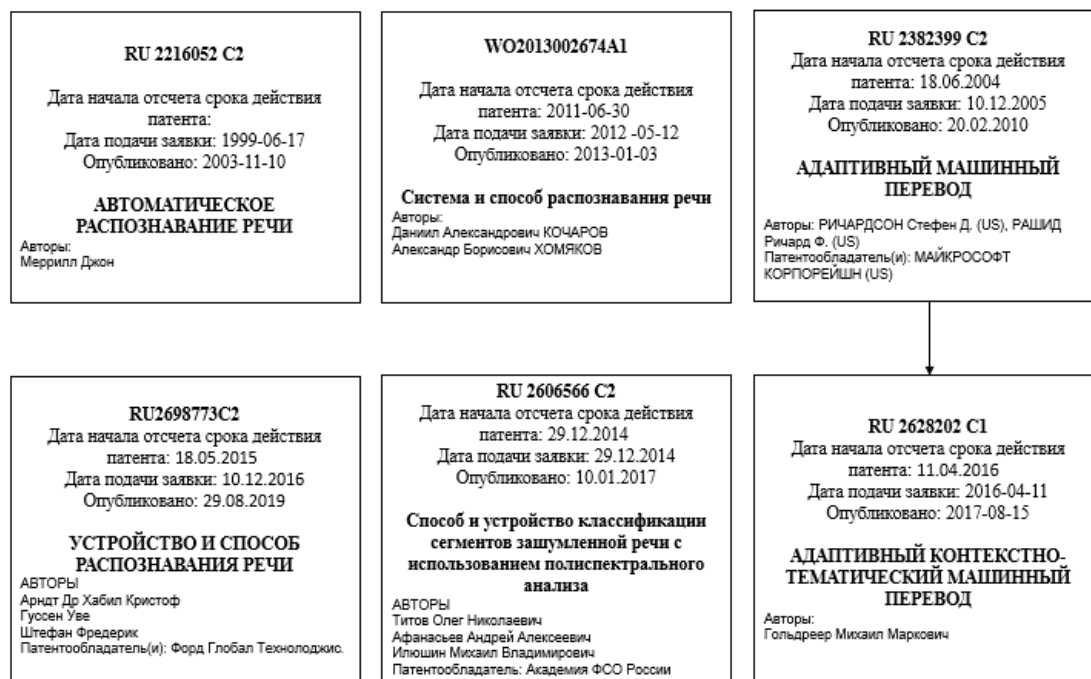 RU 2216052 C2
Дата начала отсчета срока действия
патента:
Дата подачи заявки: 1999-06-17
Опубликовано: 2003-11-10
АВТОМАТИЧЕСКОЕ
РАСПОЗНАВАНИЕ РЕЧИ
Авторы:
Меррилл Джон
WO2013002674A1
Дата начала отсчета срока действия
патента: 2011-06-30
Дата подачи заявки: 2012 -05-12
Опубликовано: 2013-01-03
Система и способ распознавания речи
Авторы:
Даниил Александрович КОЧАРОВ
Александр Борисович ХОМЯКОВ
RU 2382399 C2
Дата начала отсчета срока действия
патента: 18.06.2004
Дата подачи заявки: 10.12.2005
Опубликовано: 20.02.2010
АДАПТИВНЫЙ МАШИННЫЙ
ПЕРЕВОД
Авторы: РИЧАРДСОН Стефен Д. (US), РАШИД
Ричард Ф. (US)
Патентообладатель(и): МАЙКРОСОФТ
КОРПОРЕЙШН (US)
RU2698773C2
Дата начала отсчета срока действия
патента: 18.05.2015
Дата подачи заявки: 10.12.2016
Опубликовано: 29.08.2019
УСТРОЙСТВО И СПОСОБ
РАСПОЗНАВАНИЯ РЕЧИ
АВТОРЫ
Арндт Др Хабил Кристоф
Гуссен Уве
Штефан Фредерик
Патентообладатель(и): Форд Глобал Технолоджис.
RU 2606566 C2
Дата начала отсчета срока действия
патента: 29.12.2014
Дата подачи заявки: 29.12.2014
Опубликовано: 10.01.2017
Способ и устройство классификации
сегментов зашумленной речи с
использованием полиспектрального
анализа
АВТОРЫ
Титов Олег Николаевич
Афанасьев Андрей Алексеевич
Илюшин Михаил Владимирович
Патентообладатель: Академия ФСО России
RU 2628202 C1
Дата начала отсчета срока действия
патента: 11.04.2016
Дата подачи заявки: 2016-04-11
Опубликовано: 2017-08-15
АДАПТИВНЫЙ КОНТЕКСТНО-
ТЕМАТИЧЕСКИЙ МАШИННЫЙ
ПЕРЕВОД
Авторы:
Гольдреер Михаил Маркович